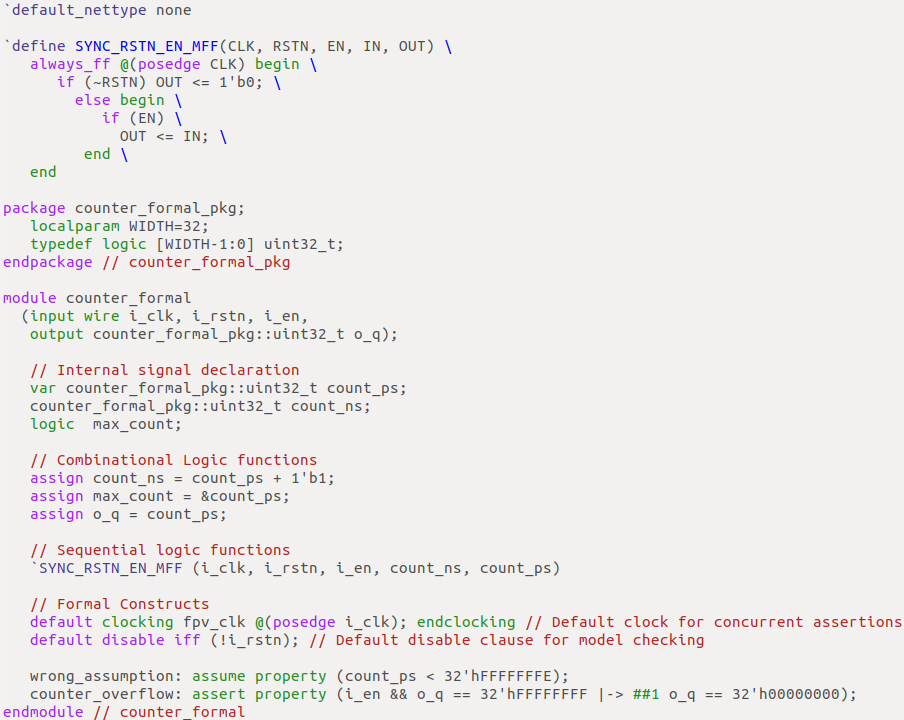 `default_nettype none
`define SYNC_RSTN_EN_MFF(CLK, RSTN, EN, IN, OUT) \
always_ff @(posedge CLK) begin \
if (~RSTN) OUT <= 1'b0; \
else begin \
if (EN) \
OUT <= IN; \
end \
end
package counter_formal_pkg;
localparam WIDTH=32;
typedef logic [WIDTH-1:0] uint32_t;
endpackage // counter_formal_pkg
module counter_formal
(input wire i_clk, i_rstn, i_en,
output counter_formal_pkg::uint32_t o_q);
// Internal signal declaration
var counter_formal_pkg::uint32_t count_ps;
counter_formal_pkg::uint32_t count_ns;
logic  max_count;
// Combinational Logic functions
assign count_ns = count_ps + 1'b1;
assign max_count = &count_ps;
assign o_q = count_ps;
// Sequential logic functions
`SYNC_RSTN_EN_MFF (i_clk, i_rstn, i_en, count_ns, count_ps)
// Formal Constructs
default clocking fpv_clk @(posedge i_clk); endclocking // Default clock for concurrent assertions
default disable iff (!i_rstn); // Default disable clause for model checking
wrong_assumption: assume property (count_ps < 32'hFFFFFFFE);
counter_overflow: assert property (i_en && o_q == 32'hFFFFFFFF |-> ##1 o_q == 32'h00000000);
endmodule // counter_formal